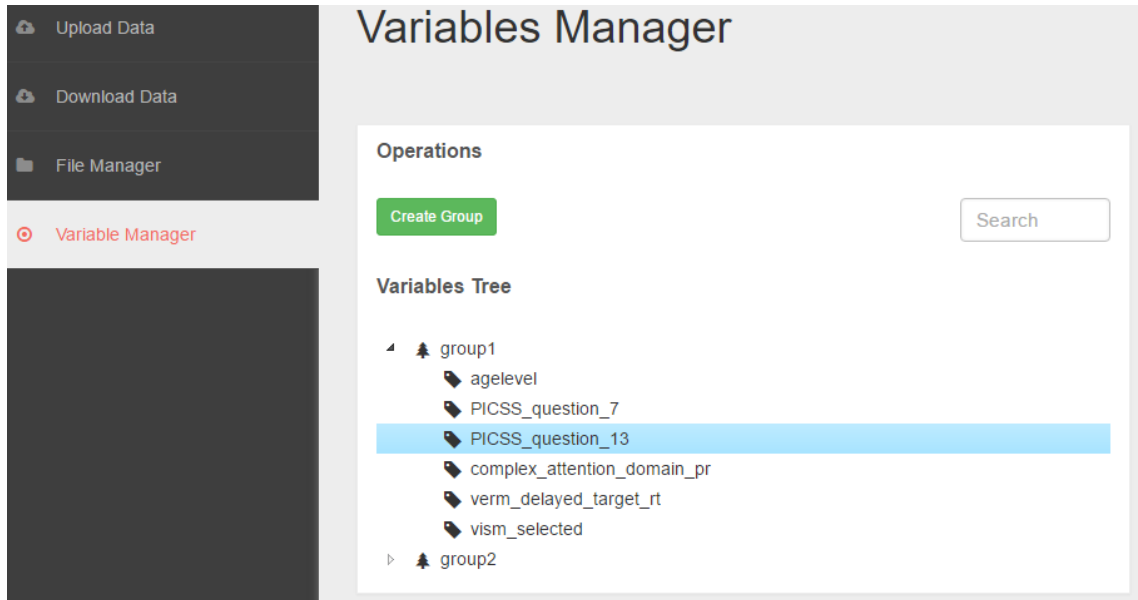 Upload Data
Download Data
File Manager
Variable Manager
Variables Manager
Operations
Create Group
Search
Variables Tree
group1
agelevel
PICSS_question_7
PICSS_question_13
complex_attention_domain_pr
verm_delayed_target_rt
vism_selected
group2